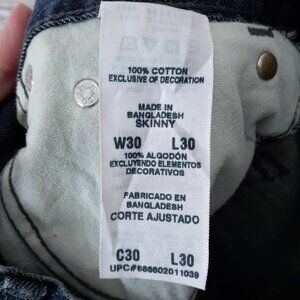 100% COTTON
EXCLUSIVE OF DECORATION
MADE IN
BANGLADESH
SKINNY
W30 L30
100% ALGODÓN
EXCLUYENDO ELEMENTOS
DECORATIVOS
FABRICADO EN
BANGLADESH
CORTE AJUSTADO
C30 L30
UPC#888602011039